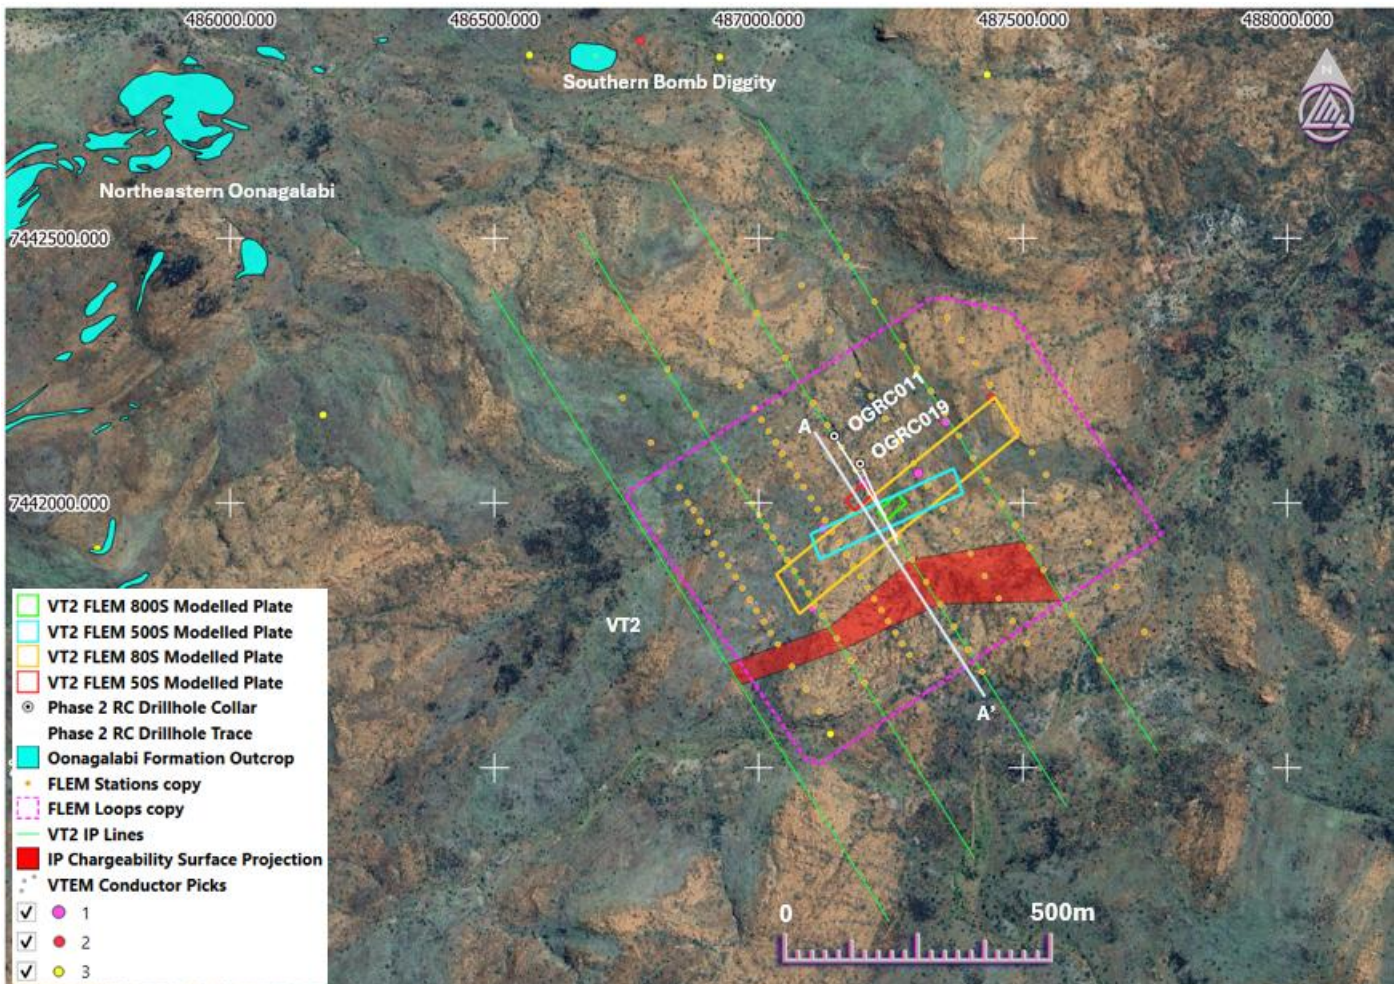 486000.000
486500.000
487000.000
487500.000
488000.000
N
Southern Bomb Diggity
Northeastern Oonagalabi
7442500.000
OGRC011
A
OGRC019
7442000.000
VT2 FLEM 800S Modelled Plate
VT2 FLEM 500S Modelled Plate
VT2
VT2 FLEM 80S Modelled Plate
VT2 FLEM 50S Modelled Plate
Phase 2 RC Drillhole Collar
A'
Phase 2 RC Drillhole Trace
Oonagalabi Formation Outcrop
FLEM Stations copy
FLEM Loops copy
VT2 IP Lines
IP Chargeability Surface Projection
VTEM Conductor Picks
1
2
3
0
500m